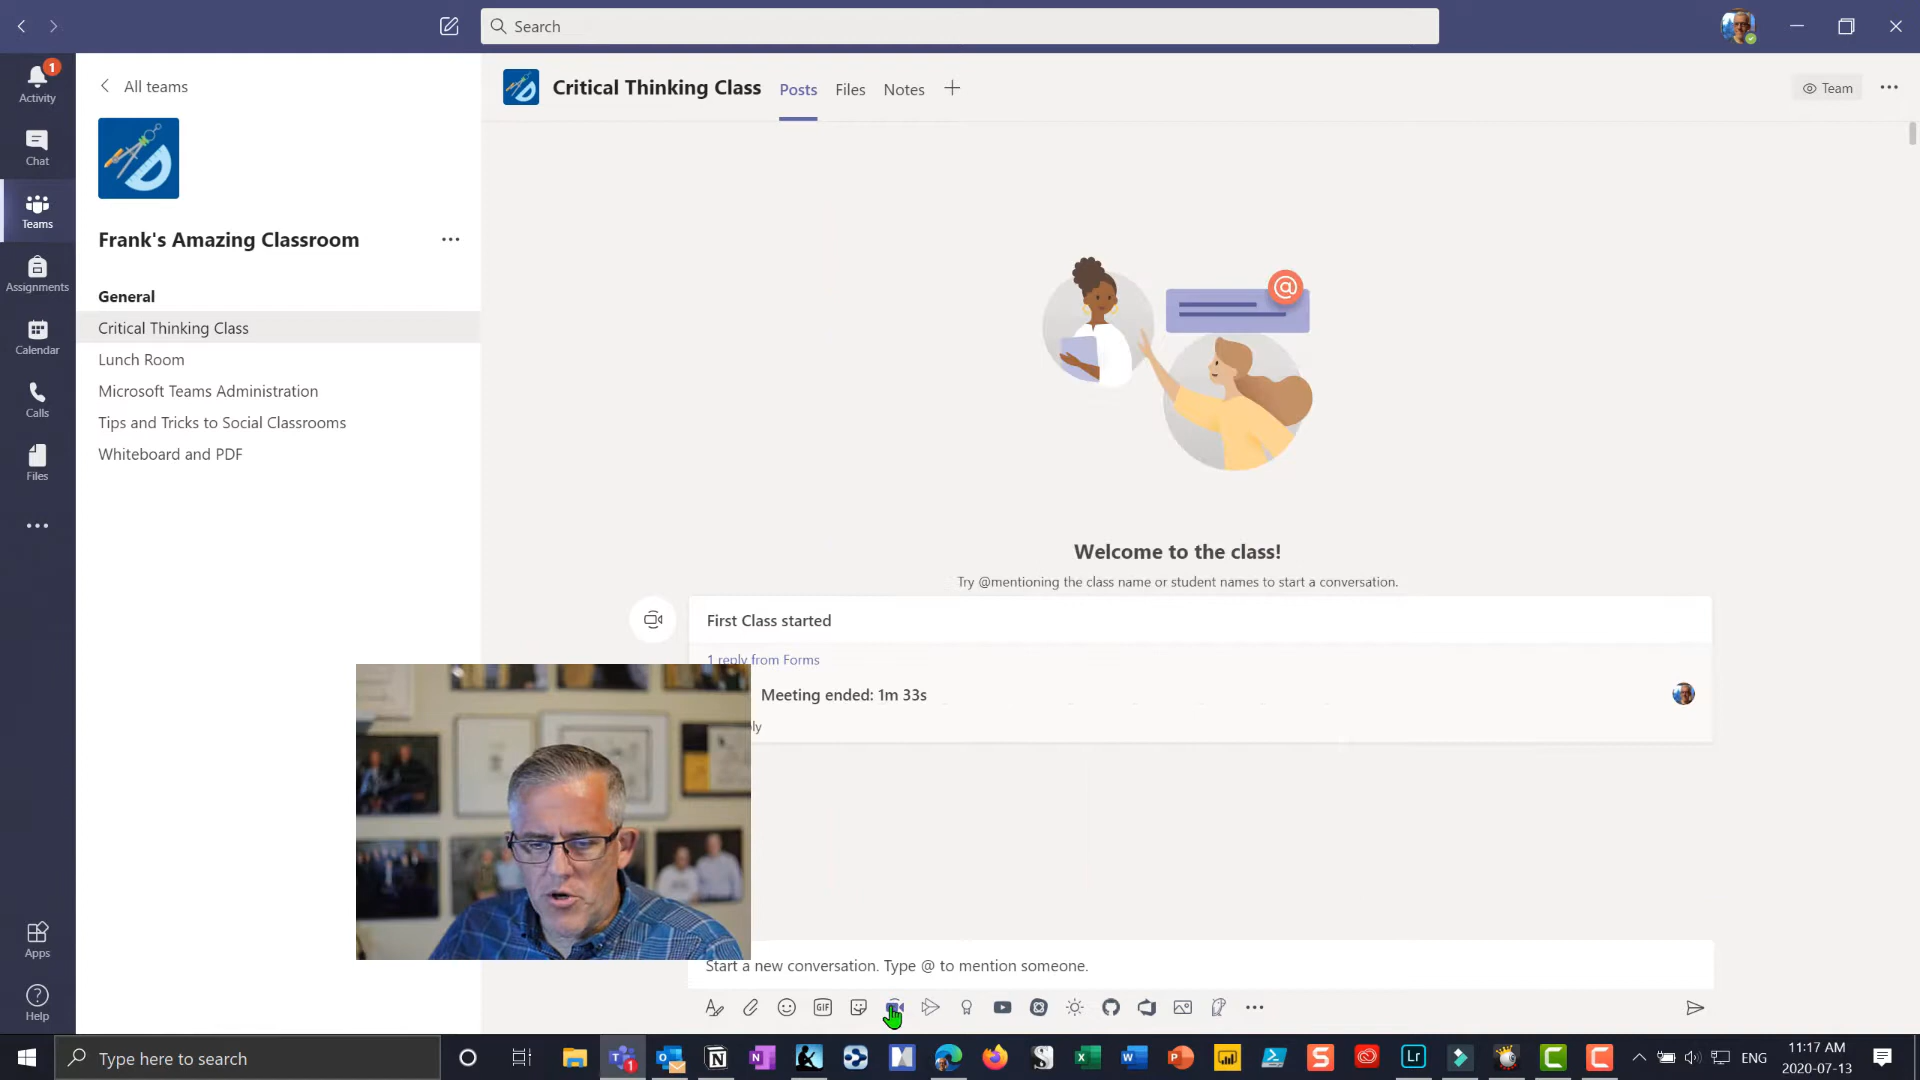 Search
Activity
1
Chat
Teams
Assignments
Calendar
Calls
Files
Apps
Help
All teams
Frank's Amazing Classroom
General
Critical Thinking Class
Lunch Room
Microsoft Teams Administration
Tips and Tricks to Social Classrooms
Whiteboard and PDF
Critical Thinking Class
Posts
Files
Notes
Team
@
Welcome to the class!
Try @mentioning the class name or student names to start a conversation.
First Class started
1 reply from Forms
Meeting ended: 1m 33s
ly
Start a new conversation. Type @ to mention someone.
GIF
Type here to search
ENG
11:17 AM
2020-07-13